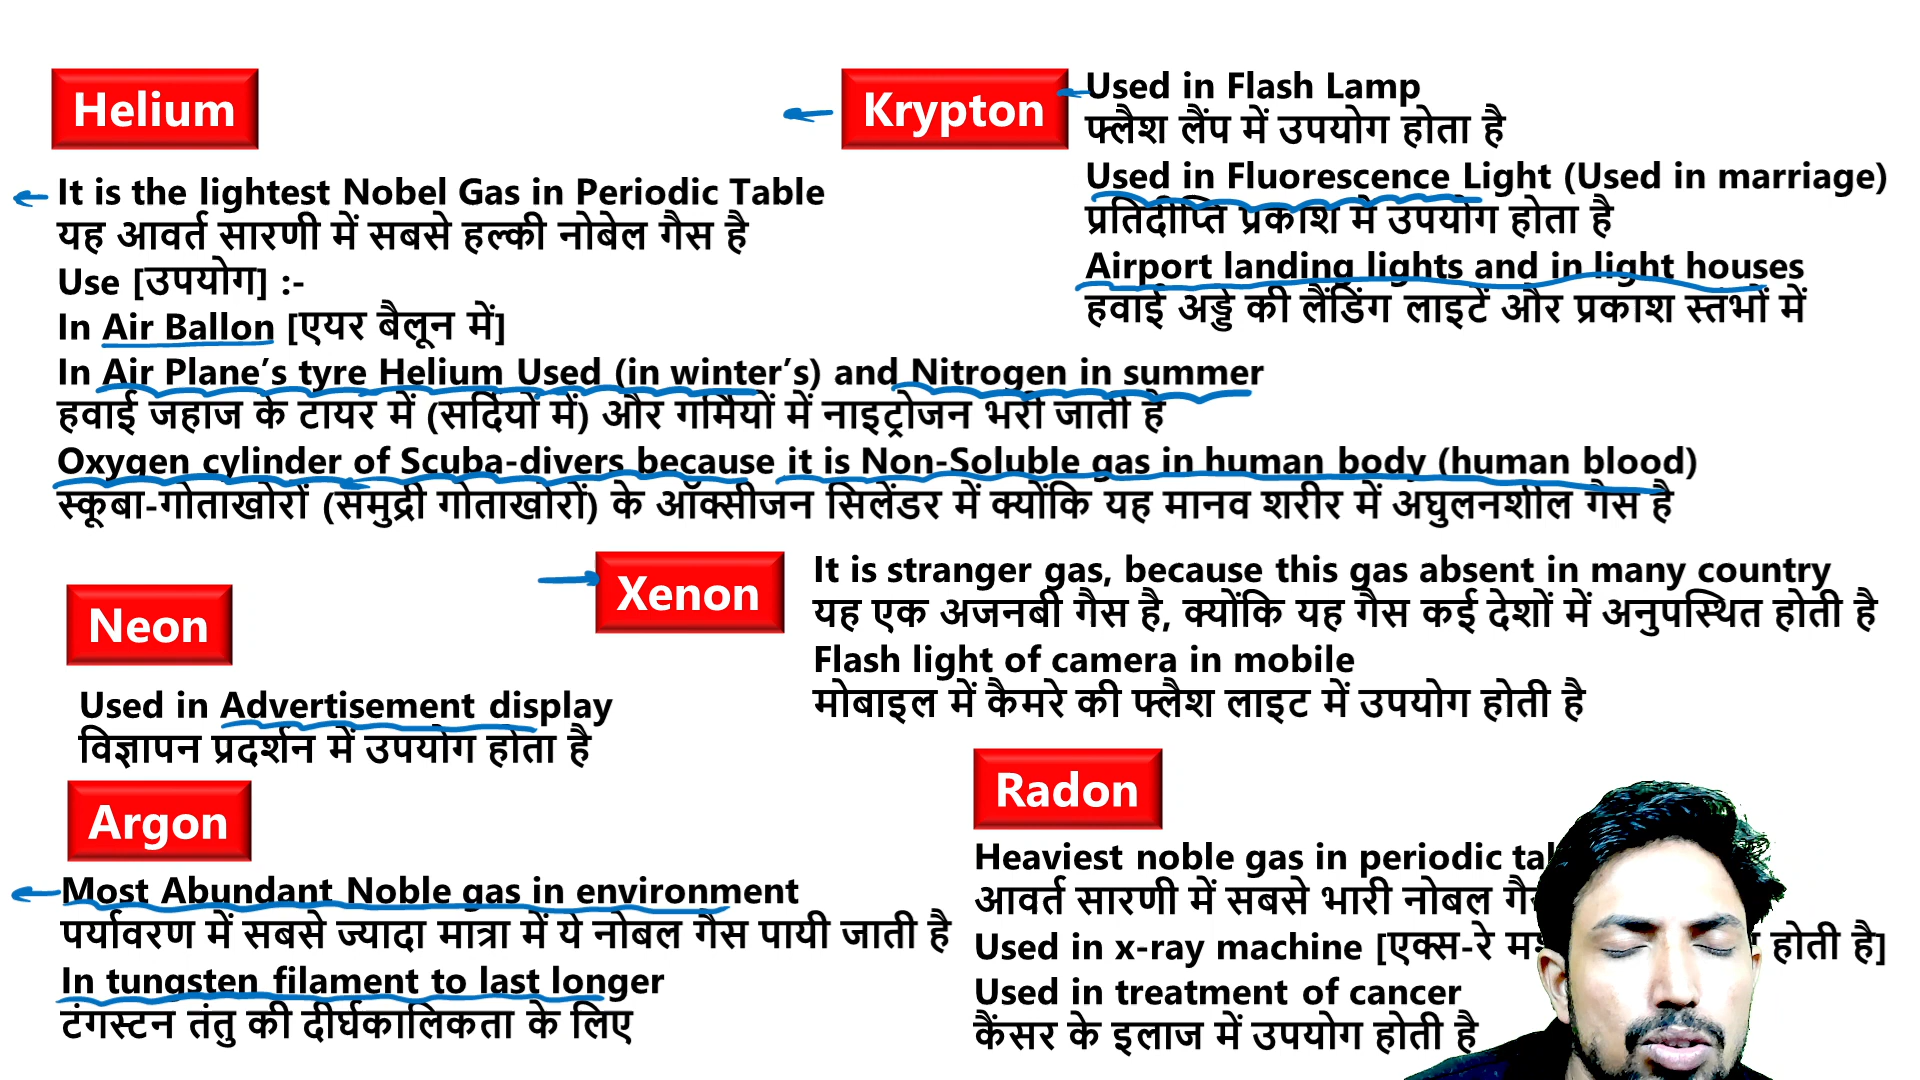 Helium
It is the lightest Nobel Gas in Periodic Table
यह आवर्त सारणी में सबसे हल्की नोबेल गैस है
Use [उपयोग] :-
In Air Ballon [एयर बैलून में]
In Air Plane’s tyre Helium Used (in winter’s) and Nitrogen in summer
हवाई जहाज के टायर में (सर्दियों में) और गर्मियों में नाइट्रोजन भरी जाती है
Oxygen cylinder of Scuba-divers because it is Non-Soluble gas in human body (human blood)
स्कूबा-गोताखोरों (समुद्री गोताखोरों) के ऑक्सीजन सिलेंडर में क्योंकि यह मानव शरीर में अघुलनशील गैस है
Krypton
Used in Flash Lamp
फ्लैश लैंप में उपयोग होता है
Used in Fluorescence Light (Used in marriage)
प्रतिदीप्ति प्रकाश में उपयोग होता है
Airport landing lights and in light houses
हवाई अड्डे की लैंडिंग लाइटें और प्रकाश स्तंभों में
Neon
Used in Advertisement display
विज्ञापन प्रदर्शन में उपयोग होता है
Xenon
It is stranger gas, because this gas absent in many country
यह एक अजनबी गैस है, क्योंकि यह गैस कई देशों में अनुपस्थित होती है
Flash light of camera in mobile
मोबाइल में कैमरे की फ्लैश लाइट में उपयोग होती है
Argon
Most Abundant Noble gas in environment
पर्यावरण में सबसे ज्यादा मात्रा में ये नोबल गैस पायी जाती है
In tungsten filament to last longer
टंगस्टन तंतु की दीर्घकालिकता के लिए
Radon
Heaviest noble gas in periodic
आवर्त सारणी में सबसे भारी नोबल
Used in x-ray machine [एक्स-रे होती है]
Used in treatment of cancer
कैंसर के इलाज में उपयोग होती है